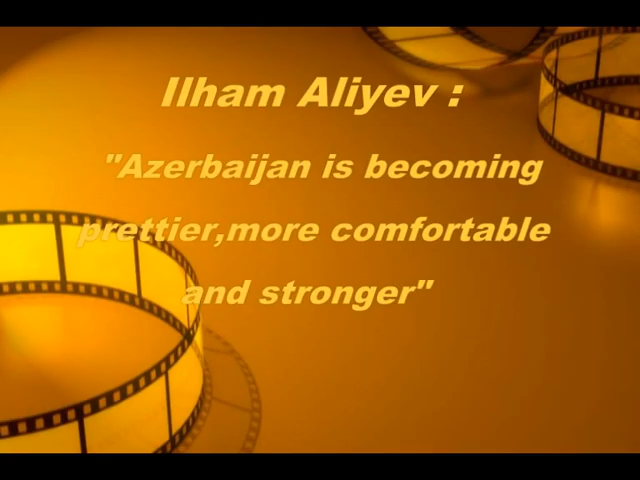 Ilham Aliyev :
"Azerbaijan is becoming
prettier,more comfortable
and stronger"